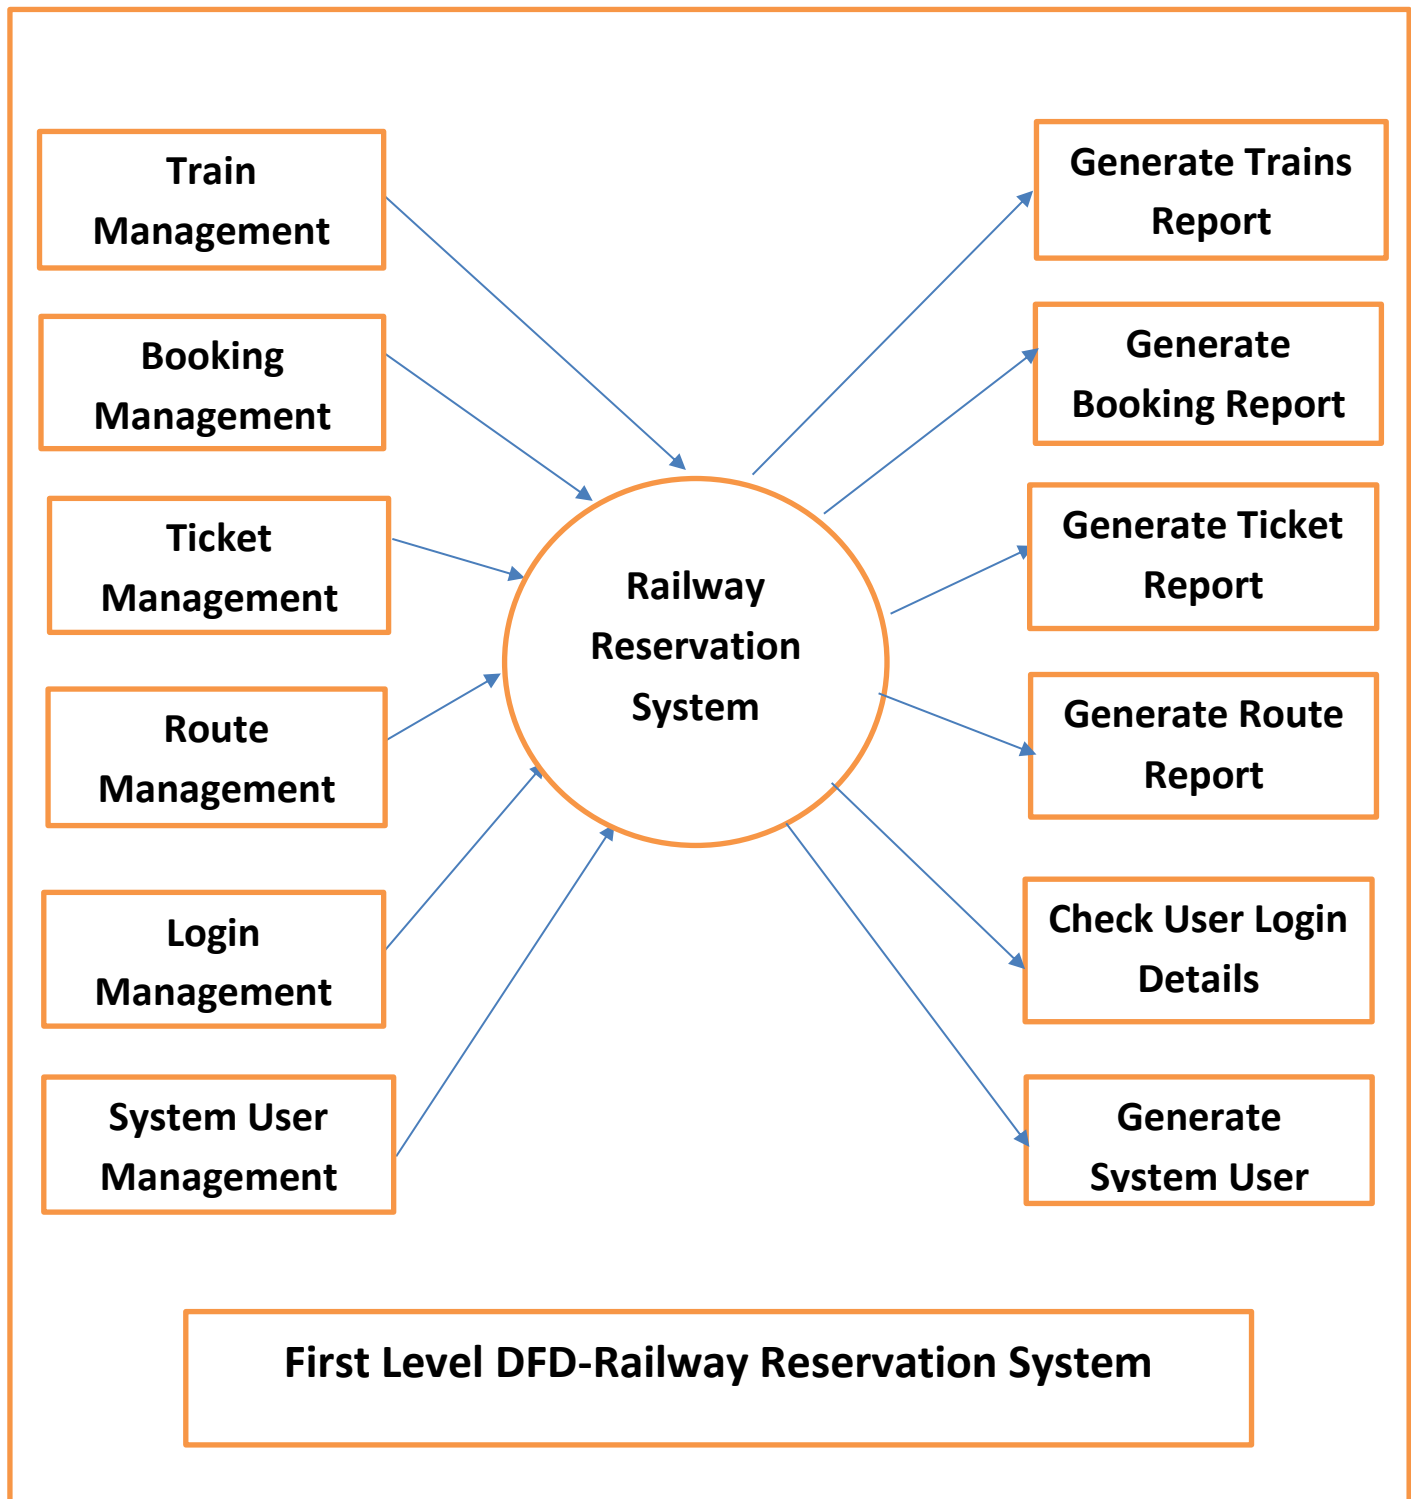 Train
Management
Booking
Management
Ticket
Management
Route
Management
Login
Management
System User
Management
Railway
Reservation
System
Generate Trains
Report
Generate
Booking Report
Generate Ticket
Report
Generate Route
Report
Check User Login
Details
Generate
System User
First Level DFD-Railway Reservation System